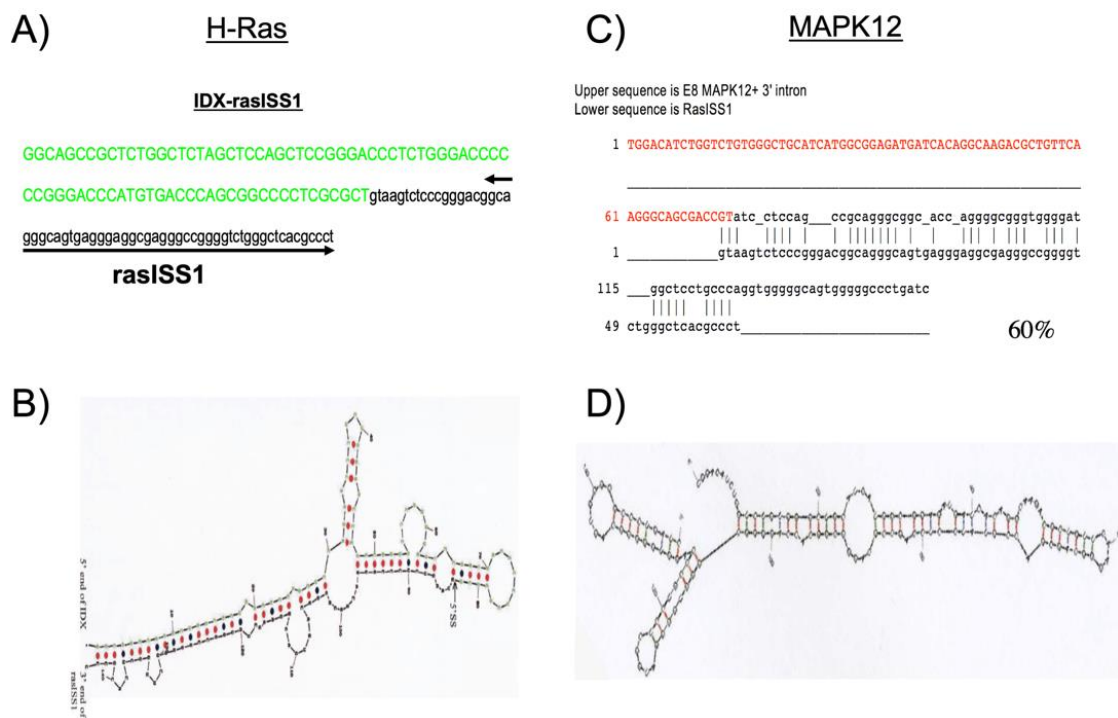 A)
H-Ras
IDX-rasISS1
GGCAGCCGCTCTGGCTCTAGCTCCAGCTCCGGGACCCTCTGGGACCCC
CCGGGACCCATGTGACCCAGCGGCCCCTCGCGCTgtaagtctcccgggacggca
gggcagtgagggaggcgagggccggggtctgggctcacgccct
rasISS1
B)
5' end of IDX
3' end of
rasISS1
5'SS
C)
MAPK12
Upper sequence is E8 MAPK12+ 3' intron
Lower sequence is RasISS1
1 TGGACATCTGGTCTGTGGGCTGCATCATGGCGGAGATGATCACAGGCAAGACGCTGTTCA
61 AGGGCAGCGACCGTatc_ctccag___ccgcagggcggc_acc_aggggcgggtggggat
1 ______________gtaagtctcccgggacggcagggcagtgagggaggcgagggccggggt
115 ___ggctcctgcccaggtgggggcagtgggggccctgatc
49 ctgggctcacgccct_________________________
60%
D)